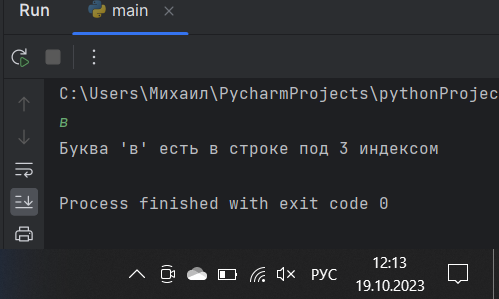 Run
main
C:\Users\Михаил\PycharmProjects\pythonProjec
в
Буква 'в' есть в строке под 3 индексом
Process finished with exit code 0
РУС
12:13
19.10.2023